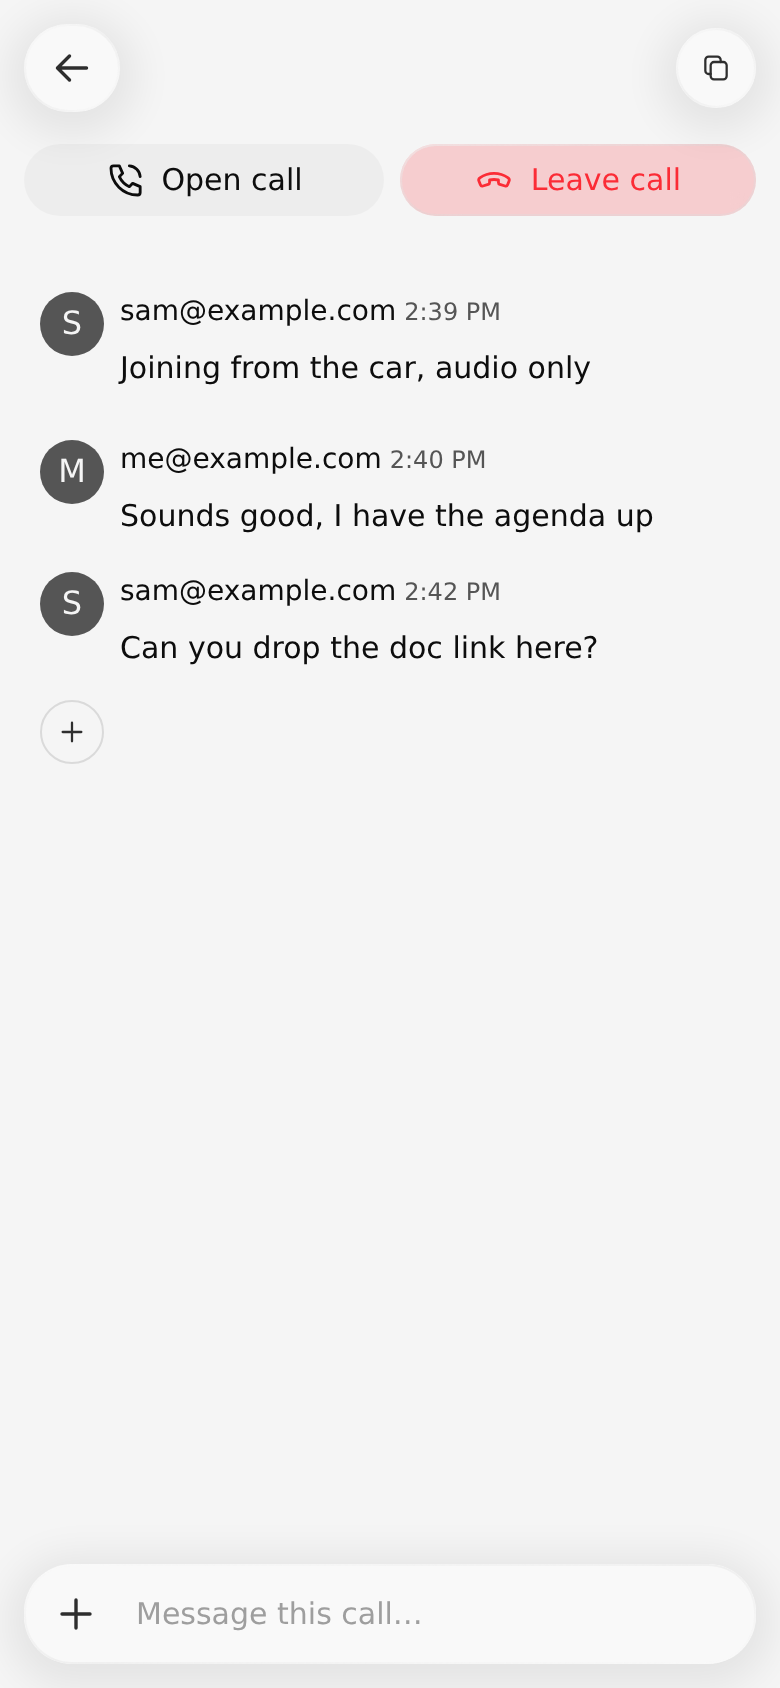 Open call
Leave call
S
sam@example.com 2:39 PM
Joining from the car, audio only
M
me@example.com 2:40 PM
Sounds good, I have the agenda up
S
sam@example.com 2:42 PM
Can you drop the doc link here?
Message this call...